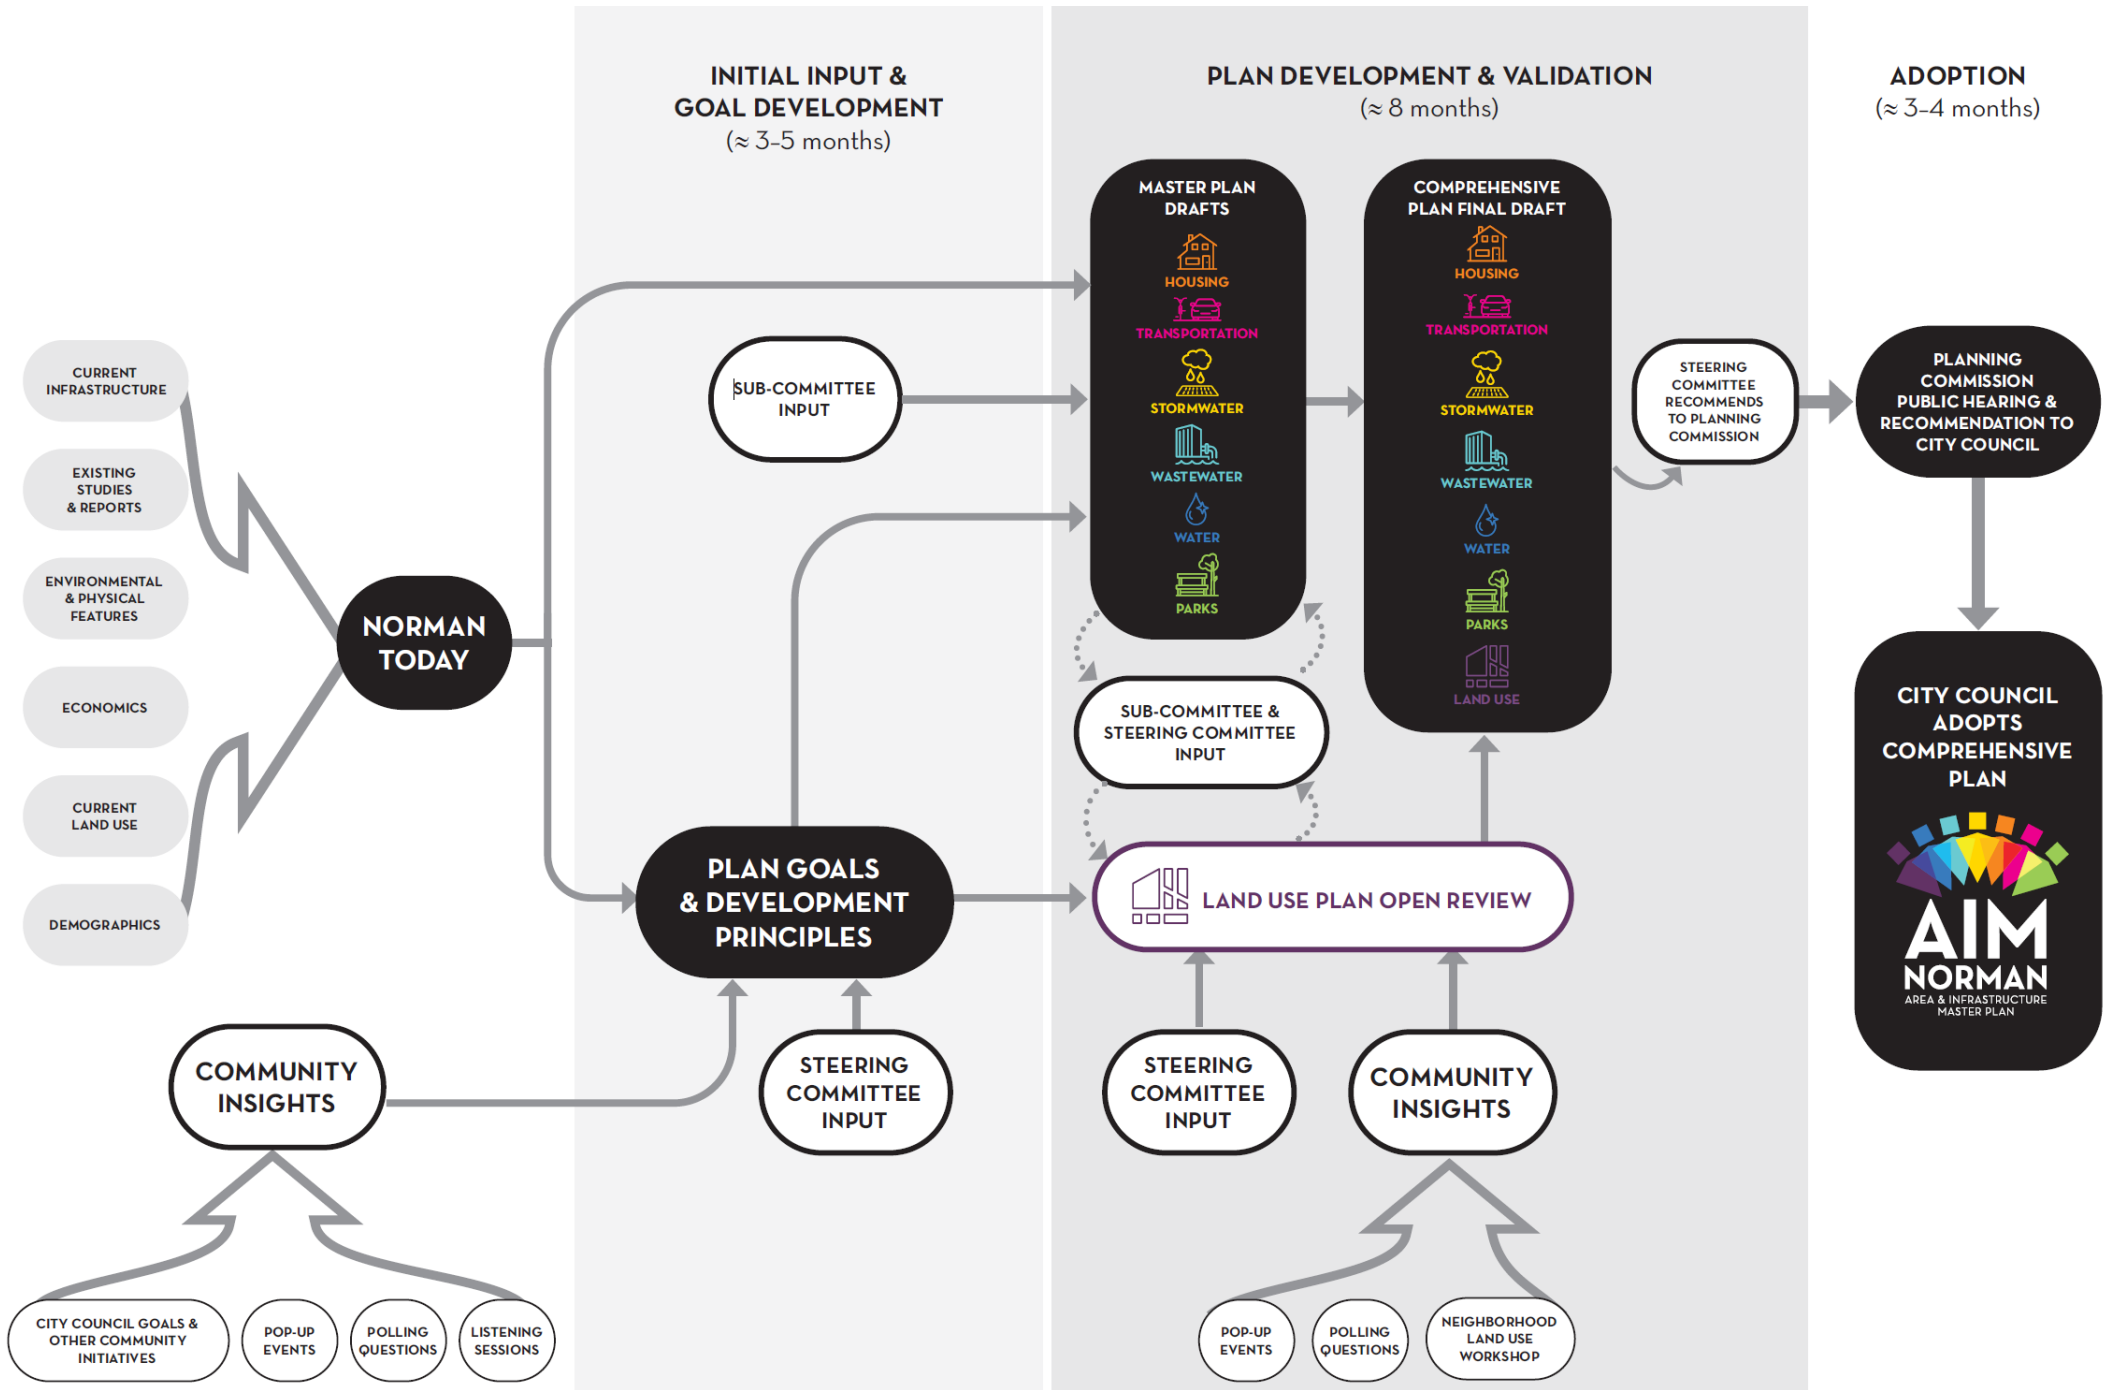 INITIAL INPUT &
GOAL DEVELOPMENT
(≈ 3–5 months)
PLAN DEVELOPMENT & VALIDATION
(≈ 8 months)
ADOPTION
(≈ 3–4 months)
CURRENT
INFRASTRUCTURE
EXISTING
STUDIES
& REPORTS
ENVIRONMENTAL
& PHYSICAL
FEATURES
ECONOMICS
CURRENT
LAND USE
DEMOGRAPHICS
NORMAN
TODAY
COMMUNITY
INSIGHTS
CITY COUNCIL GOALS &
OTHER COMMUNITY
INITIATIVES
POP-UP
EVENTS
POLLING
QUESTIONS
LISTENING
SESSIONS
SUB-COMMITTEE
INPUT
PLAN GOALS
& DEVELOPMENT
PRINCIPLES
STEERING
COMMITTEE
INPUT
MASTER PLAN
DRAFTS
HOUSING
TRANSPORTATION
STORMWATER
WASTEWATER
WATER
PARKS
SUB-COMMITTEE &
STEERING COMMITTEE
INPUT
LAND USE PLAN OPEN REVIEW
STEERING
COMMITTEE
INPUT
COMMUNITY
INSIGHTS
POP-UP
EVENTS
POLLING
QUESTIONS
NEIGHBORHOOD
LAND USE
WORKSHOP
COMPREHENSIVE
PLAN FINAL DRAFT
HOUSING
TRANSPORTATION
STORMWATER
WASTEWATER
WATER
PARKS
LAND USE
STEERING
COMMITTEE
RECOMMENDS
TO PLANNING
COMMISSION
PLANNING
COMMISSION
PUBLIC HEARING &
RECOMMENDATION TO
CITY COUNCIL
CITY COUNCIL
ADOPTS
COMPREHENSIVE
PLAN
AIM
NORMAN
AREA & INFRASTRUCTURE
MASTER PLAN